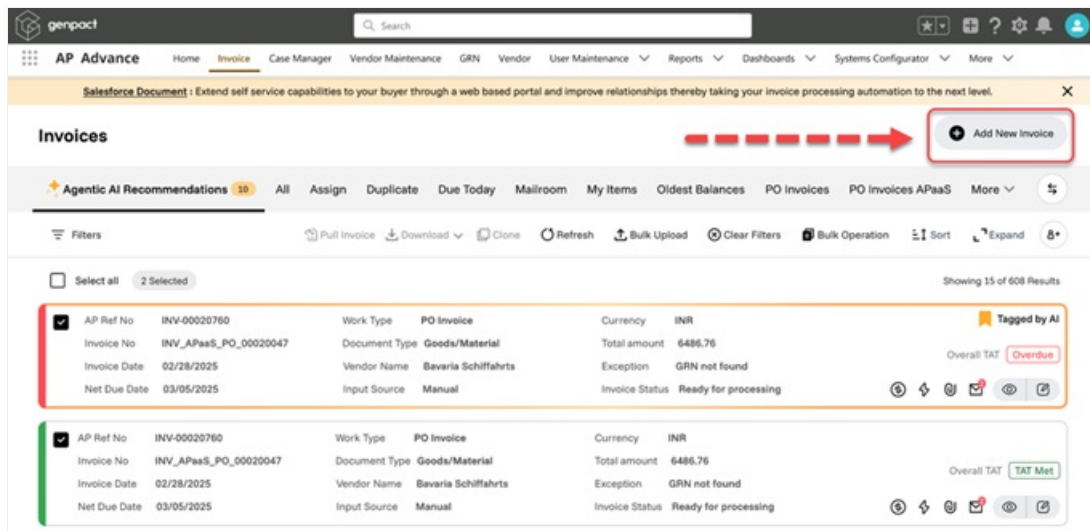 genpact Search
AP Advance Home Invoice Case Manager Vendor Maintenance GRN Vendor User Maintenance Reports Dashboards Systems Configurator More
Salesforce Document : Extend self service capabilities to your buyer through a web based portal and improve relationships thereby taking your invoice processing automation to the next level.
Invoices Add New Invoice
Agentic AI Recommendations 10 All Assign Duplicate Due Today Mailroom My Items Oldest Balances PO Invoices PO Invoices APaaS More
Filters Pull Invoice Download Clone Refresh Bulk Upload Clear Filters Bulk Operation Sort Expand
Select all 2 Selected Showing 15 of 608 Results
AP Ref No INV-00020760 Work Type PO Invoice Currency INR Tagged by AI
Invoice No INV_APaaS_PO_00020047 Document Type Goods/Material Total amount 6486.76
Overall TAT Overdue
Invoice Date 02/28/2025 Vendor Name Bavaria Schiffahrts Exception GRN not found
Net Due Date 03/05/2025 Input Source Manual Invoice Status Ready for processing
AP Ref No INV-00020760 Work Type PO Invoice Currency INR
Invoice No INV_APaaS_PO_00020047 Document Type Goods/Material Total amount 6486.76
Overall TAT TAT Met
Invoice Date 02/28/2025 Vendor Name Bavaria Schiffahrts Exception GRN not found
Net Due Date 03/05/2025 Input Source Manual Invoice Status Ready for processing